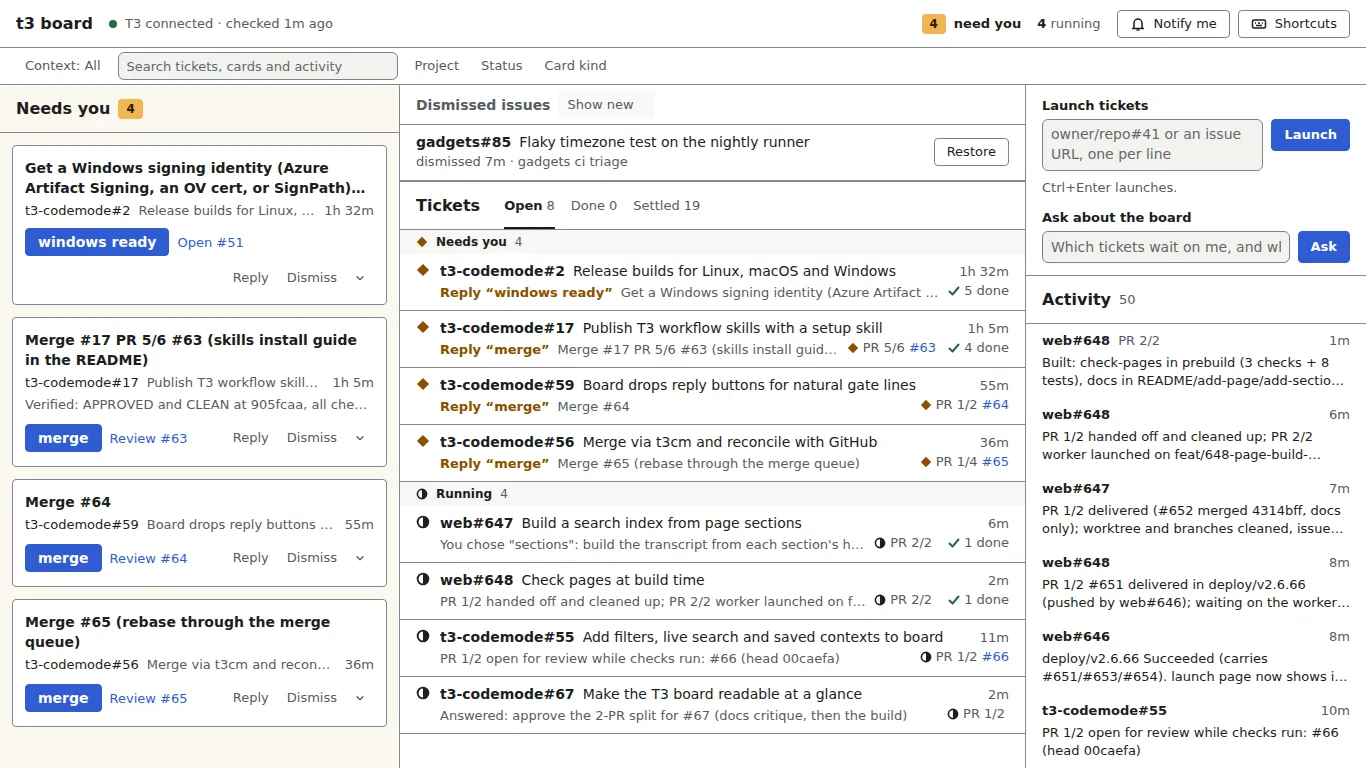 t3 board
T3 connected · checked 1m ago
4 need you 4 running
Notify me
Shortcuts
Context: All
Search tickets, cards and activity
Project
Status
Card kind
Needs you 4
Get a Windows signing identity (Azure
Artifact Signing, an OV cert, or SignPath)…
t3-codemode#2 Release builds for Linux, … 1h 32m
windows ready Open #51
Reply Dismiss
Merge #17 PR 5/6 #63 (skills install guide
in the README)
t3-codemode#17 Publish T3 workflow skill… 1h 5m
Verified: APPROVED and CLEAN at 905fcaa, all che…
merge Review #63 Reply Dismiss
Merge #64
t3-codemode#59 Board drops reply buttons … 55m
merge Review #64 Reply Dismiss
Merge #65 (rebase through the merge
queue)
t3-codemode#56 Merge via t3cm and recon… 36m
merge Review #65 Reply Dismiss
Dismissed issues Show new
gadgets#85 Flaky timezone test on the nightly runner
dismissed 7m · gadgets ci triage
Restore
Tickets Open 8 Done 0 Settled 19
Needs you 4
t3-codemode#2 Release builds for Linux, macOS and Windows 1h 32m
Reply “windows ready” Get a Windows signing identity (Azure Artifact … 5 done
t3-codemode#17 Publish T3 workflow skills with a setup skill 1h 5m
Reply “merge” Merge #17 PR 5/6 #63 (skills install guid… PR 5/6 #63 4 done
t3-codemode#59 Board drops reply buttons for natural gate lines 55m
Reply “merge” Merge #64 PR 1/2 #64
t3-codemode#56 Merge via t3cm and reconcile with GitHub 36m
Reply “merge” Merge #65 (rebase through the merge queue) PR 1/4 #65
Running 4
web#647 Build a search index from page sections 6m
You chose "sections": build the transcript from each section's h… PR 2/2 1 done
web#648 Check pages at build time 2m
PR 1/2 handed off and cleaned up; PR 2/2 worker launched on f… PR 2/2 1 done
t3-codemode#55 Add filters, live search and saved contexts to board 11m
PR 1/2 open for review while checks run: #66 (head 00caefa) PR 1/2 #66
t3-codemode#67 Make the T3 board readable at a glance 2m
Answered: approve the 2-PR split for #67 (docs critique, then the build) PR 1/2
Launch tickets
owner/repo#41 or an issue
URL, one per line
Launch
Ctrl+Enter launches.
Ask about the board
Which tickets wait on me, and wl
Ask
Activity 50
web#648 PR 2/2 1m
Built: check-pages in prebuild (3 checks + 8
tests), docs in README/add-page/add-sectio…
web#648 6m
PR 1/2 handed off and cleaned up; PR 2/2
worker launched on feat/648-page-build-…
web#647 7m
PR 1/2 delivered (#652 merged 4314bff, docs
only); worktree and branches cleaned, issue…
web#648 8m
PR 1/2 #651 delivered in deploy/v2.6.66
(pushed by web#646); waiting on the worker…
web#646 8m
deploy/v2.6.66 Succeeded (carries
#651/#653/#654). launch page now shows i…
t3-codemode#55 10m
PR 1/2 open for review while checks run: #66
(head 00caefa)